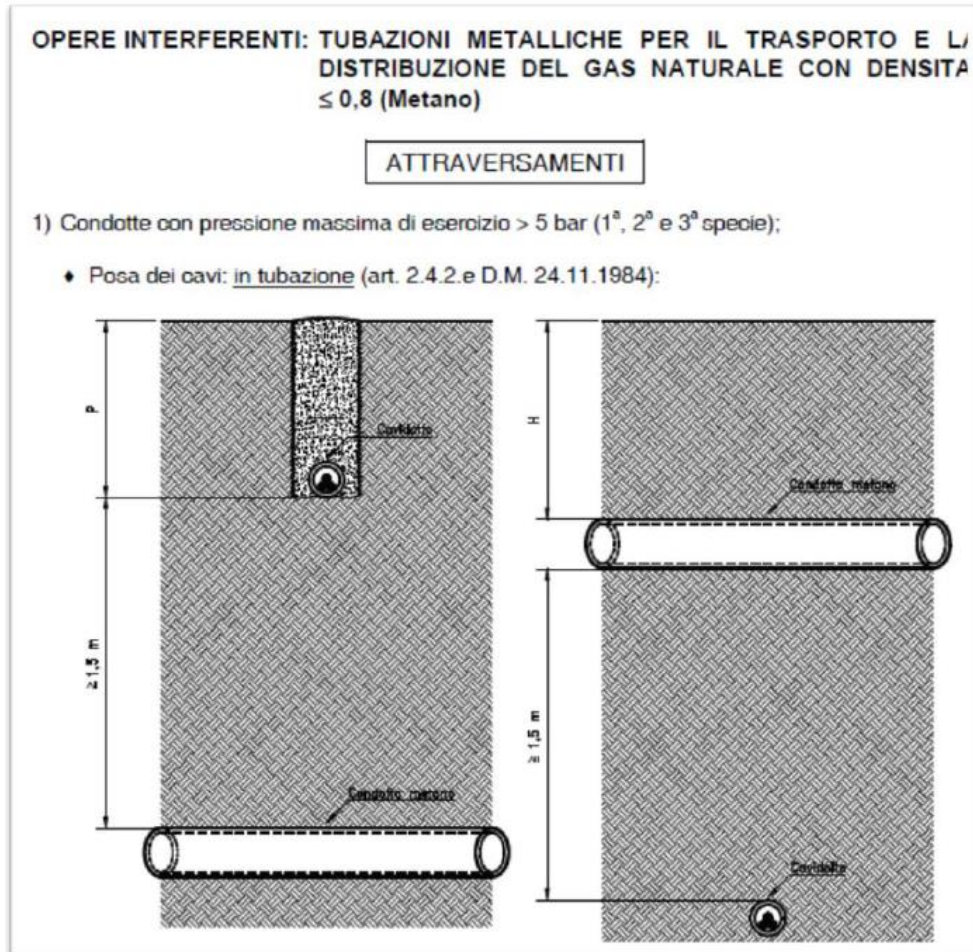 OPERE INTERFERENTI: TUBAZIONI METALLICHE PER IL TRASPORTO E LA
DISTRIBUZIONE DEL GAS NATURALE CON DENSITA
≤ 0,8 (Metano)
ATTRAVERSAMENTI
1) Condotte con pressione massima di esercizio > 5 bar (1ª, 2ª e 3ª specie);
♦ Posa dei cavi: in tubazione (art. 2.4.2.e D.M. 24.11.1984):
P
Cavidotto
≥ 1,5 m
Condotta metano
H
Condotta metano
≥ 1,5 m
Cavidotto